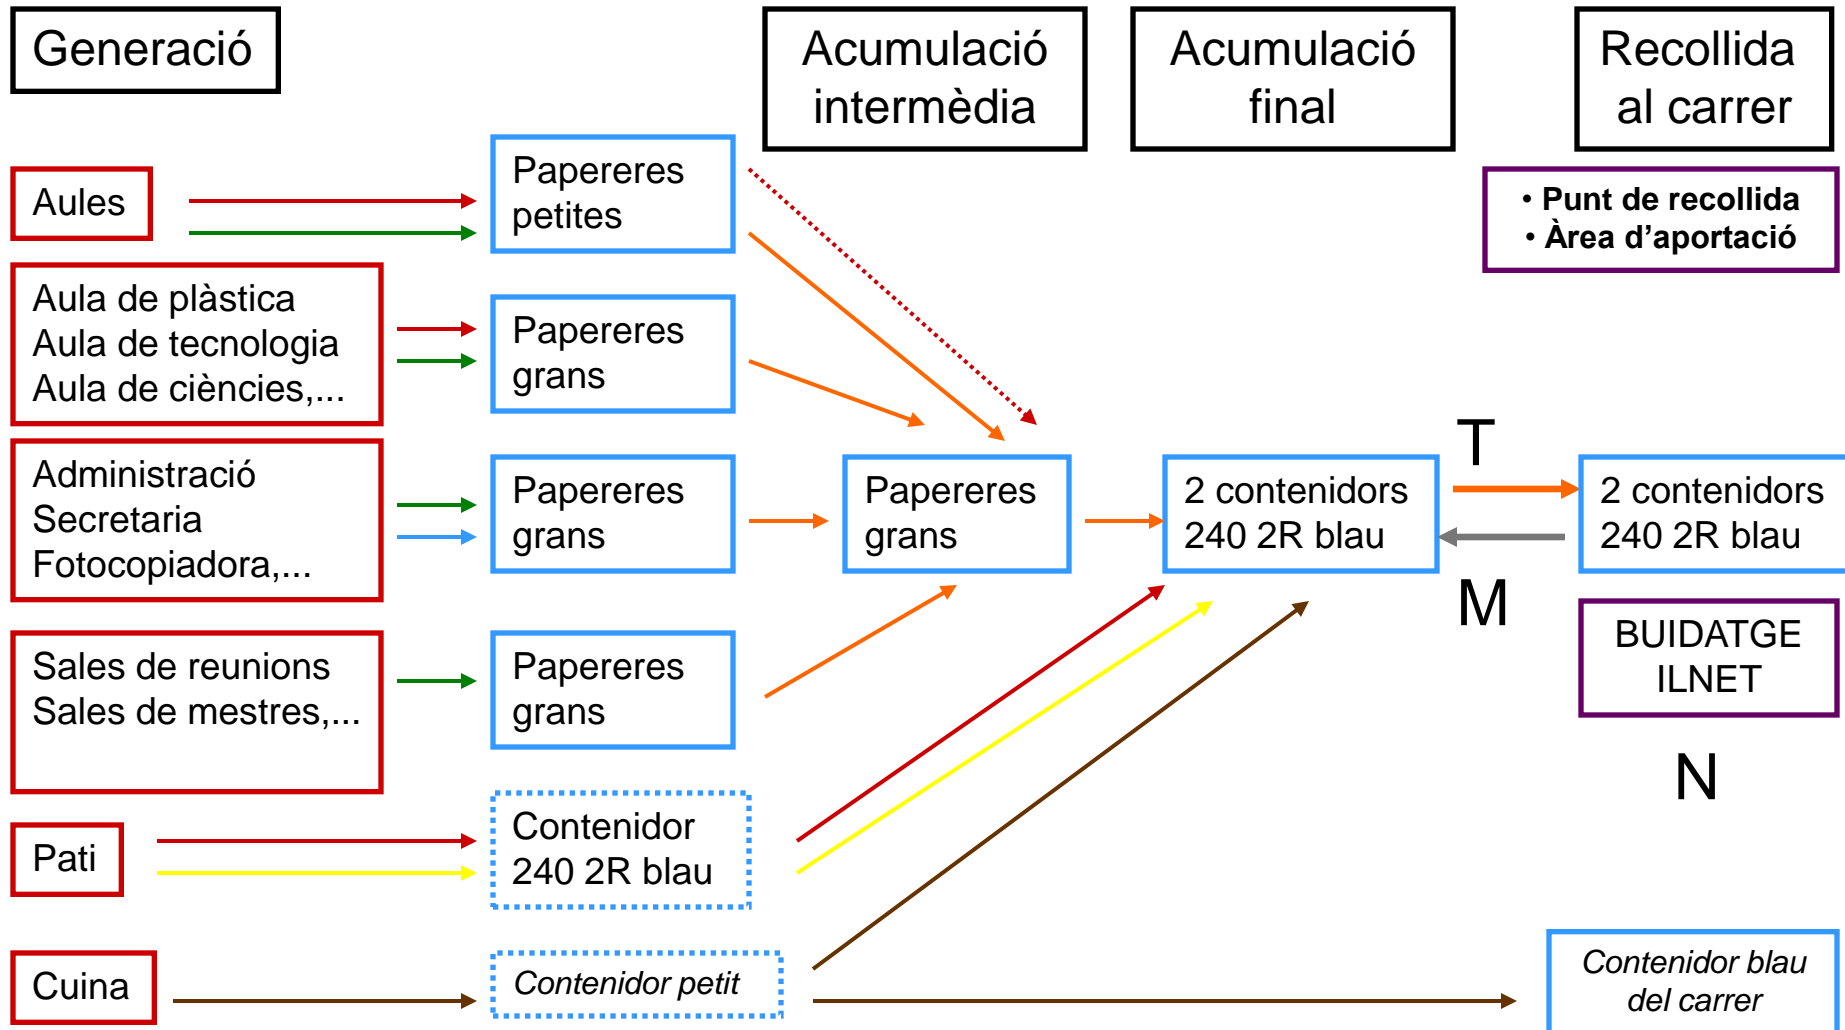 Generació
Acumulació
intermèdia
Acumulació
final
Recollida
al carrer
Aules
Papereres
petites
• Punt de recollida
• Àrea d'aportació
Aula de plàstica
Aula de tecnologia
Aula de ciències,...
Papereres
grans
Administració
Secretaria
Fotocopiadora,...
Papereres
grans
Papereres
grans
2 contenidors
240 2R blau
T
M
2 contenidors
240 2R blau
Sales de reunions
Sales de mestres,...
Papereres
grans
BUIDATGE
ILNET
N
Pati
Contenidor
240 2R blau
Cuina
Contenidor petit
Contenidor blau
del carrer